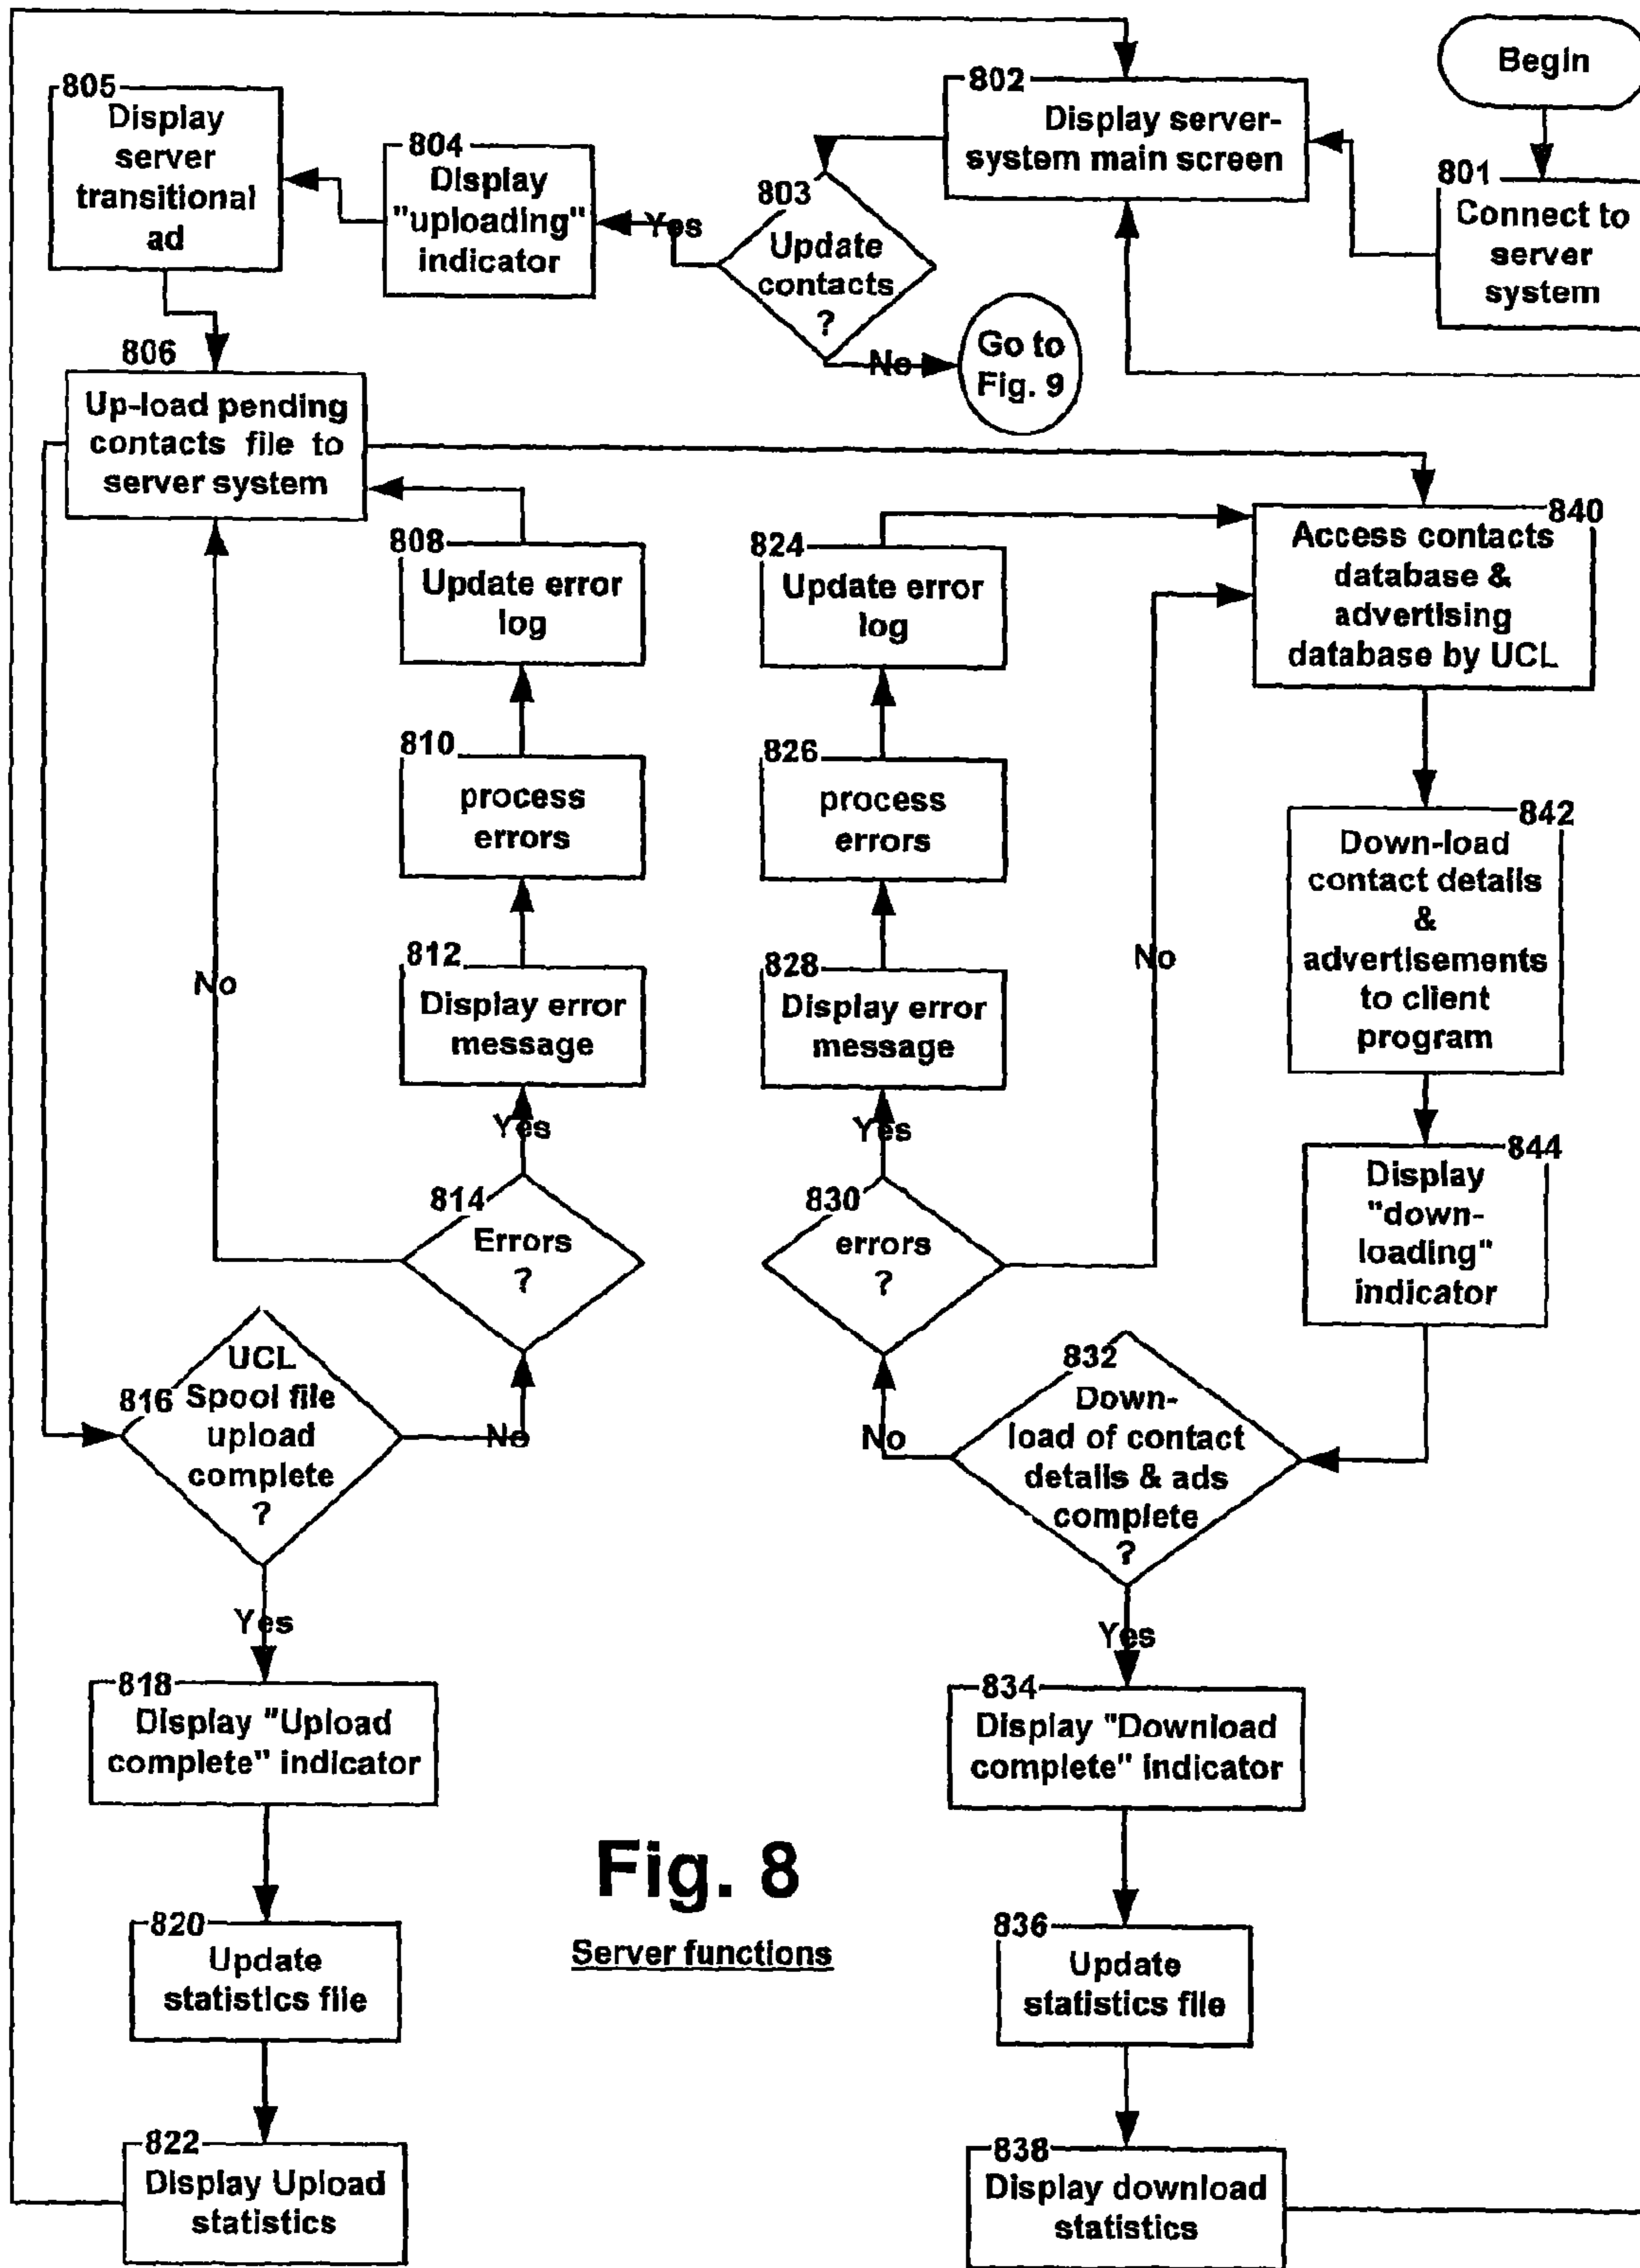 Begin
802
Display server-
system main screen
801
Connect to
server
system
805
Display
server
transitional
ad
804
Display
"uploading"
indicator
Yes
803
Update
contacts
?
No
Go to
Fig. 9
806
Up-load pending
contacts file to
server system
808
Update error
log
810
process
errors
812
Display error
message
Yes
814
Errors
?
No
816
UCL
Spool file
upload
complete
?
No
Yes
818
Display "Upload
complete" indicator
820
Update
statistics file
822
Display Upload
statistics
824
Update error
log
826
process
errors
828
Display error
message
Yes
830
errors
?
No
840
Access contacts
database &
advertising
database by UCL
842
Down-load
contact details
&
advertisements
to client
program
844
Display
"down-
loading"
indicator
832
Down-
load of contact
details & ads
complete
?
No
Yes
834
Display "Download
complete" indicator
836
Update
statistics file
838
Display download
statistics
Fig. 8
Server functions